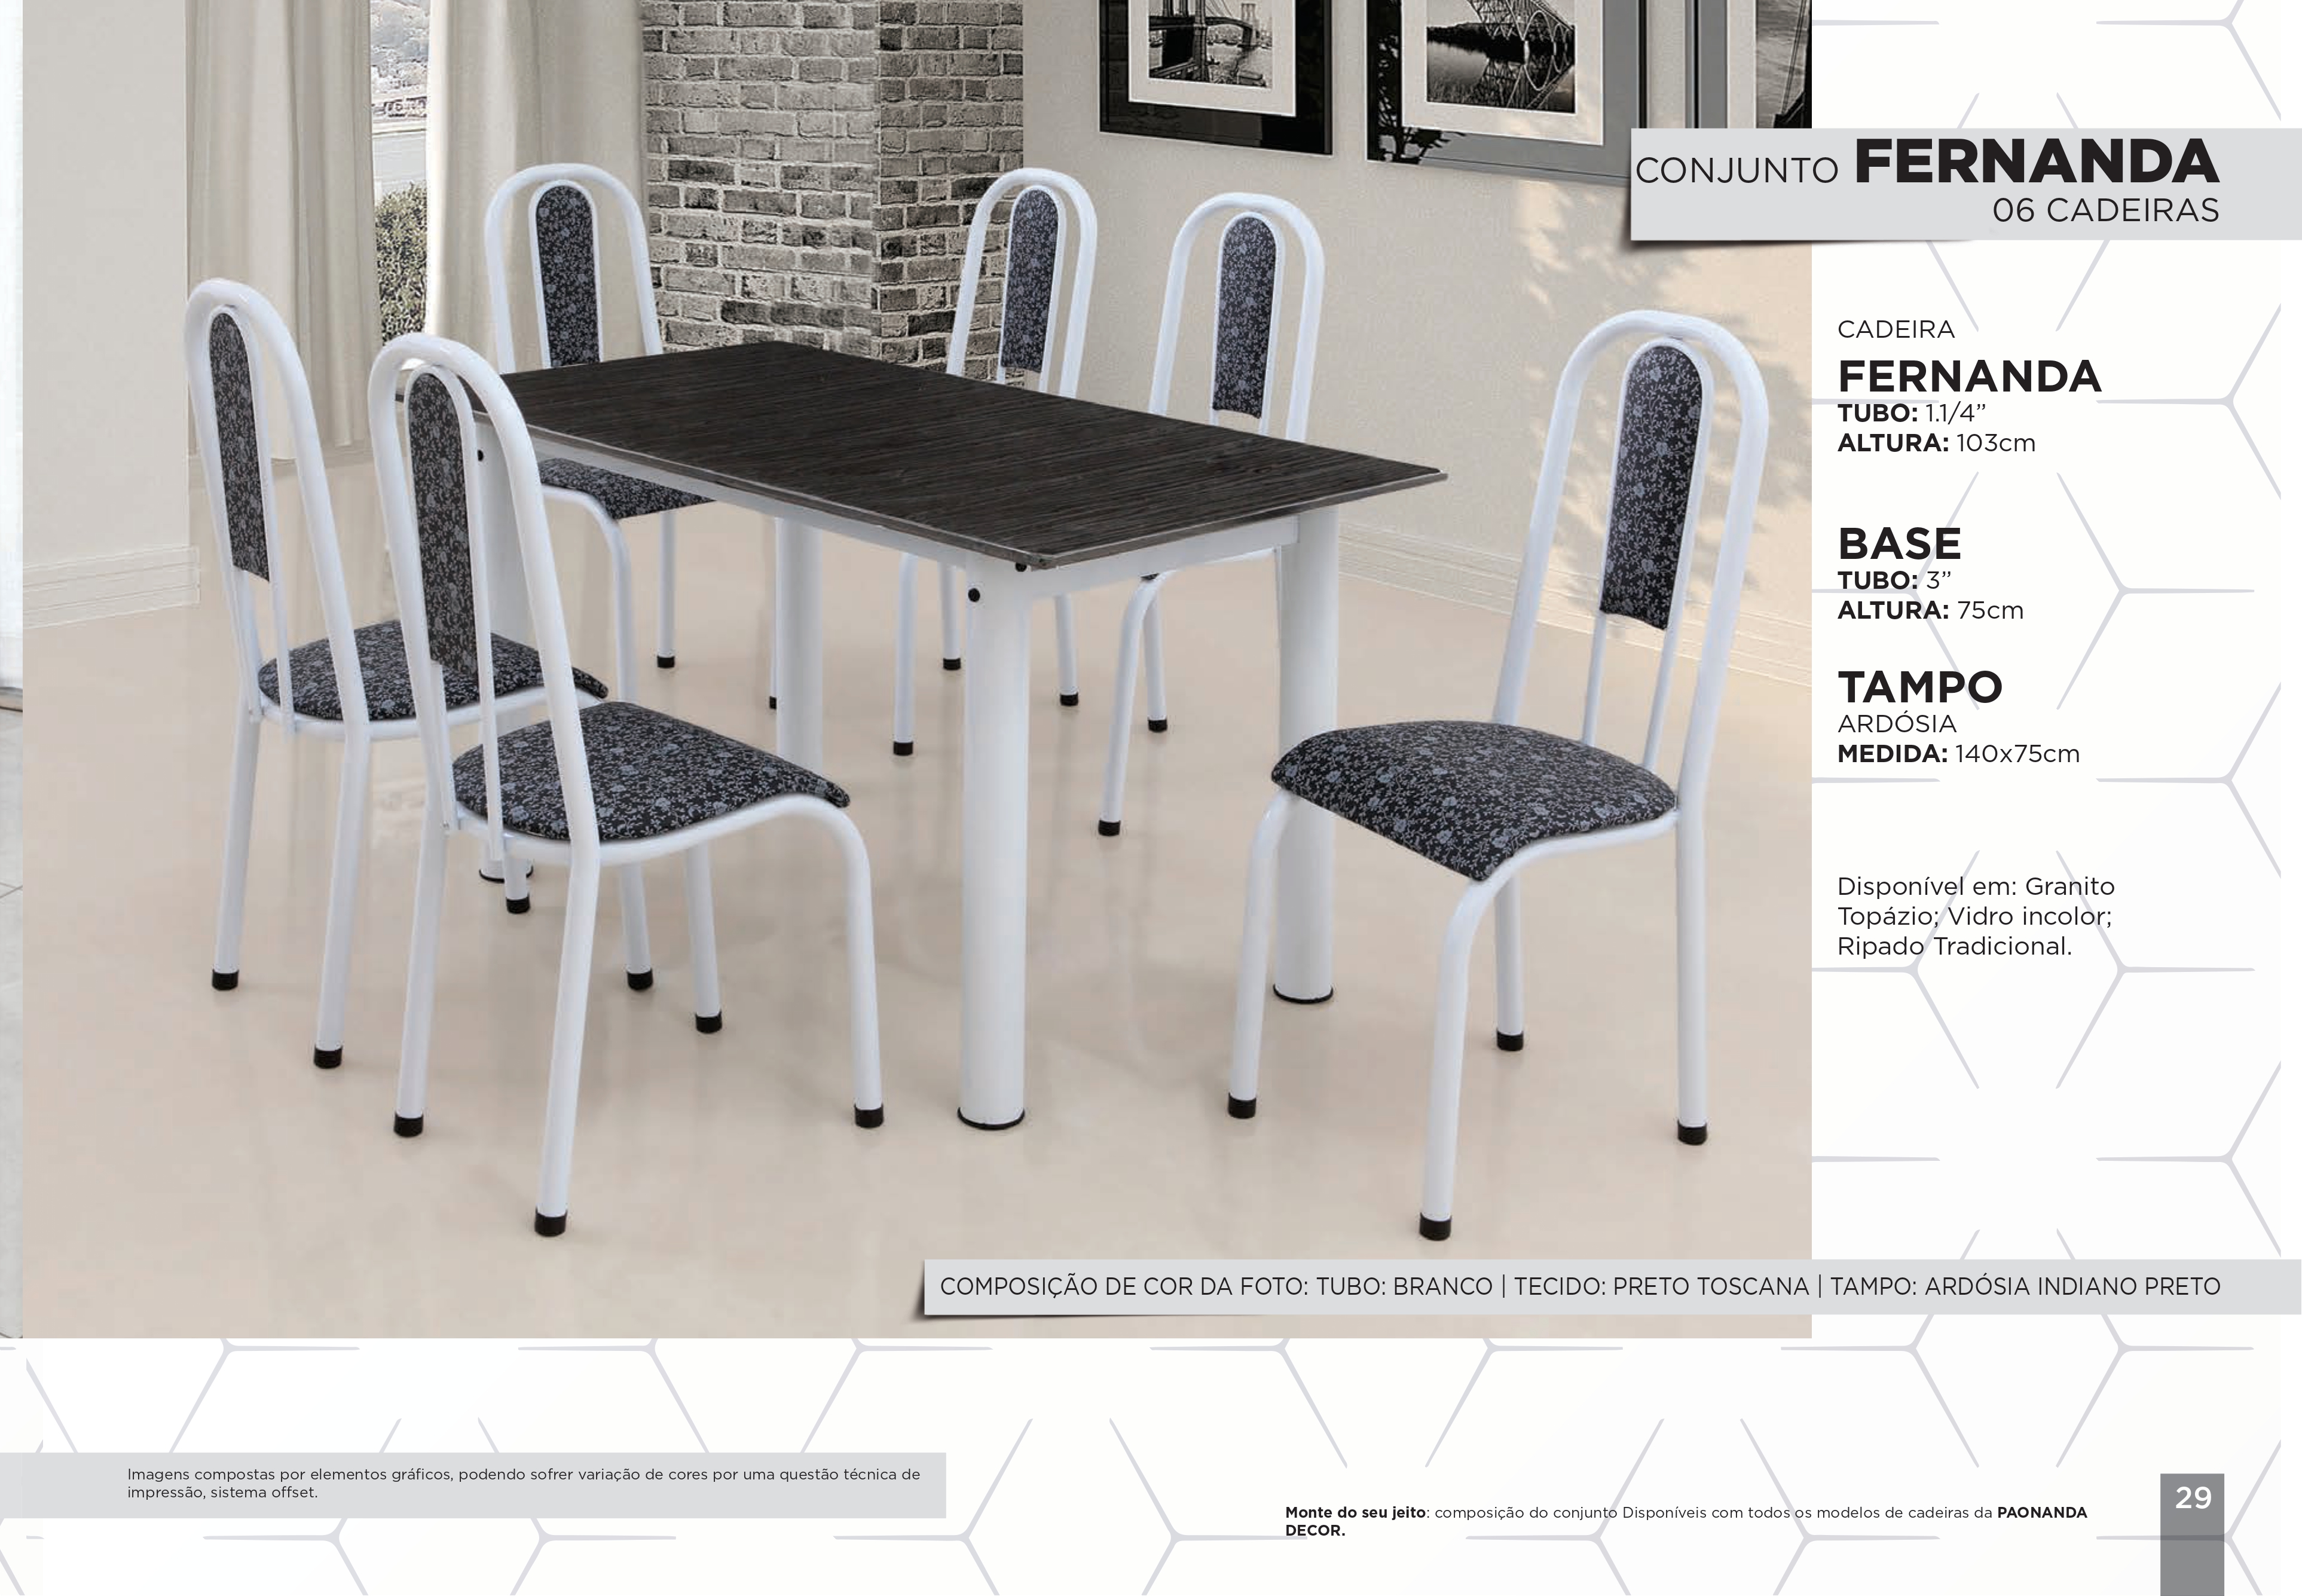 CONJUNTO FERNANDA
06 CADEIRAS
CADEIRA
FERNANDA
TUBO: 1.1/4”
ALTURA: 103cm
BASE
TUBO: 3”
ALTURA: 75cm
TAMPO
ARDÓSIA
MEDIDA: 140x75cm
Disponível em: Granito
Topázio; Vidro incolor;
Ripado Tradicional.
COMPOSIÇÃO DE COR DA FOTO: TUBO: BRANCO | TECIDO: PRETO TOSCANA | TAMPO: ARDÓSIA INDIANO PRETO
Imagens compostas por elementos gráficos, podendo sofrer variação de cores por uma questão técnica de
impressão, sistema offset.
Monte do seu jeito: composição do conjunto Disponíveis com todos os modelos de cadeiras da PAONANDA
DECOR.
29